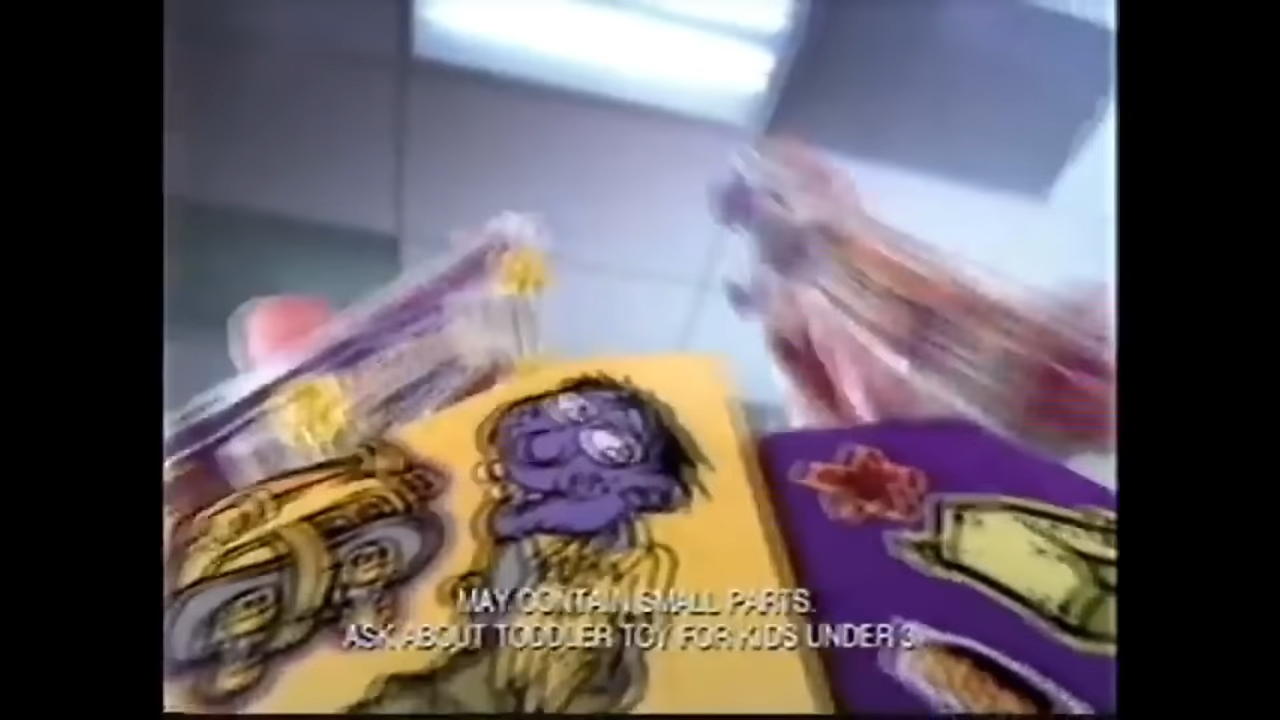 MAY CONTAIN SMALL PARTS.
ASK ABOUT TODDLER TOY FOR KIDS UNDER 3.